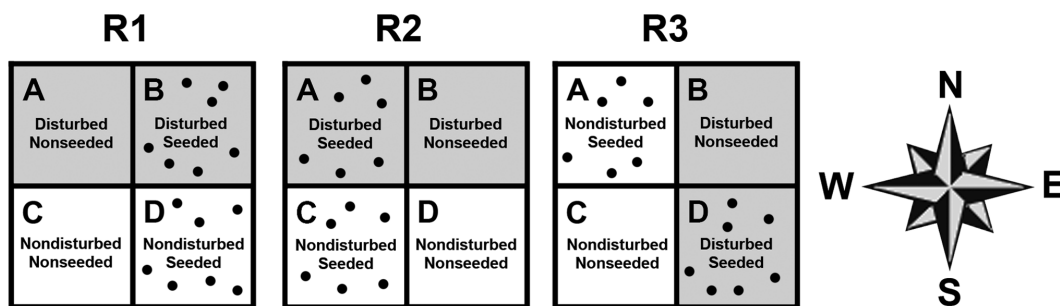 R1
A
Disturbed
Nonseeded
B
Disturbed
Seeded
C
Nondisturbed
Nonseeded
D
Nondisturbed
Seeded
R2
A
Disturbed
Seeded
B
Disturbed
Nonseeded
C
Nondisturbed
Seeded
D
Nondisturbed
Nonseeded
R3
A
Nondisturbed
Seeded
B
Disturbed
Nonseeded
C
Nondisturbed
Nonseeded
D
Disturbed
Seeded
N
W
E
S